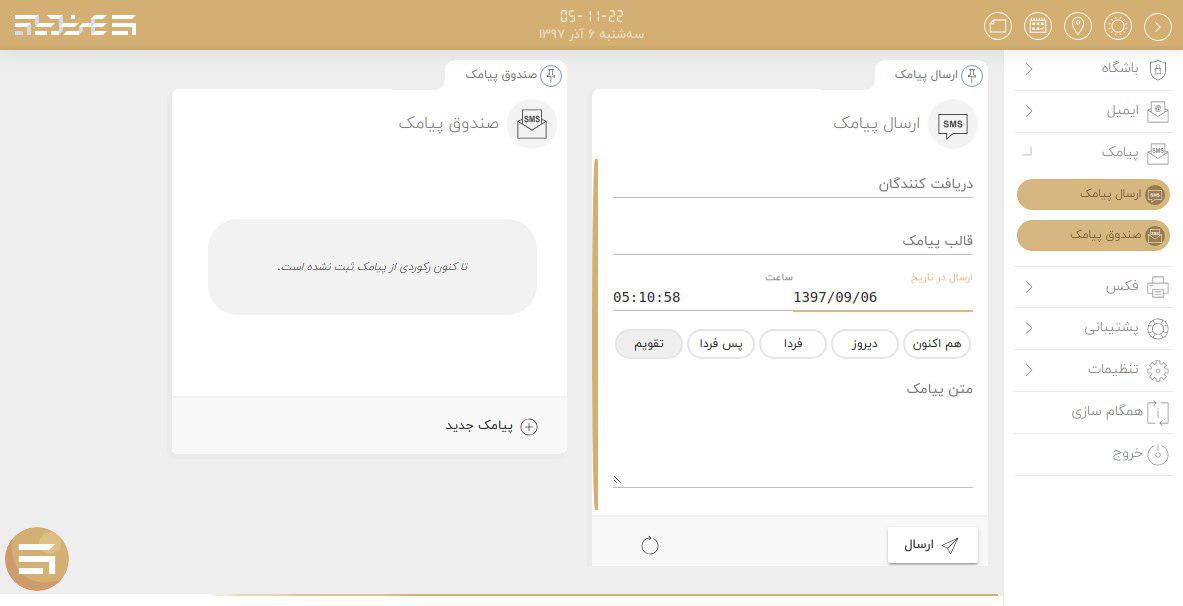 05-11-22
سه‌شنبه ۶ آذر ۱۳۹۷
باشگاه
ایمیل
پیامک
ارسال پیامک
صندوق پیامک
فکس
پشتیبانی
تنظیمات
همگام سازی
خروج
ارسال پیامک
SMS
ارسال پیامک
دریافت کنندگان
قالب پیامک
ارسال در تاریخ
ساعت
1397/09/06
05:10:58
هم اکنون
دیروز
فردا
پس فردا
تقویم
متن پیامک
ارسال
صندوق پیامک
SMS
صندوق پیامک
تا کنون رکوردی از پیامک ثبت نشده است.
پیامک جدید